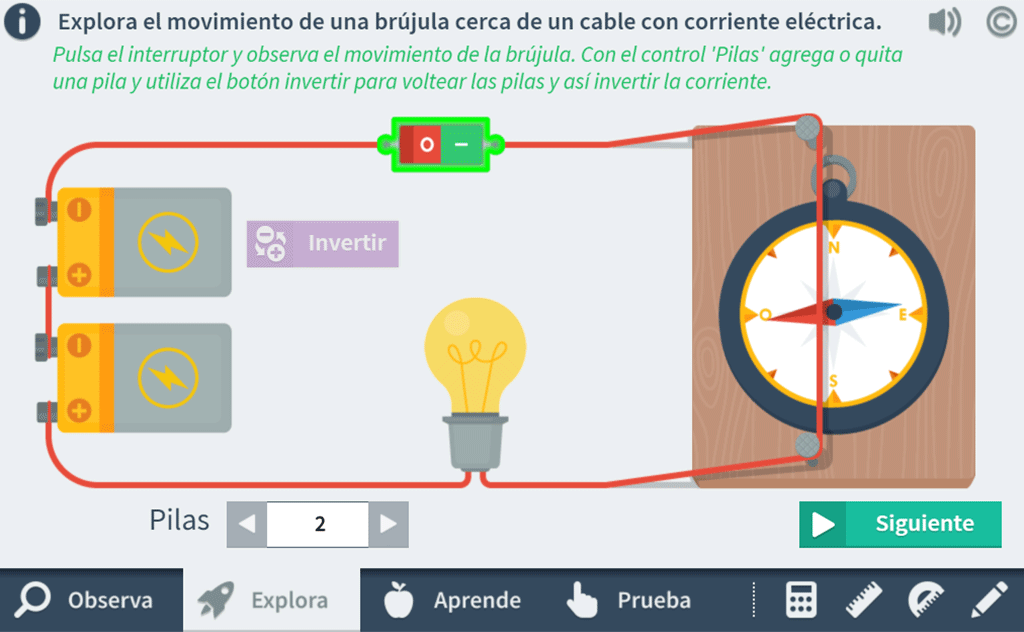 i Explora el movimiento de una brújula cerca de un cable con corriente eléctrica. ©
Pulsa el interruptor y observa el movimiento de la brújula. Con el control 'Pilas' agrega o quita
una pila y utiliza el botón invertir para voltear las pilas y así invertir la corriente.
O –
Invertir
N
O E
S
Pilas 2
Siguiente
Observa Explora Aprende Prueba